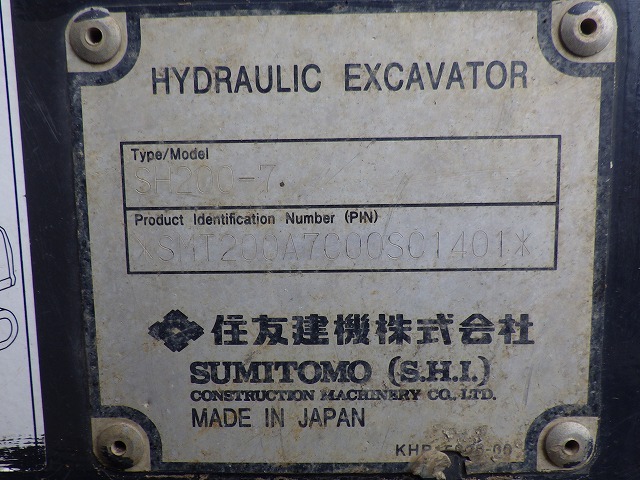 HYDRAULIC EXCAVATOR
Type/Model
SH200-7
Product Identification Number (PIN)
*SMT200A7C00SC1401*
住友建機株式会社
SUMITOMO (S.H.I.)
CONSTRUCTION MACHINERY CO., LTD.
MADE IN JAPAN